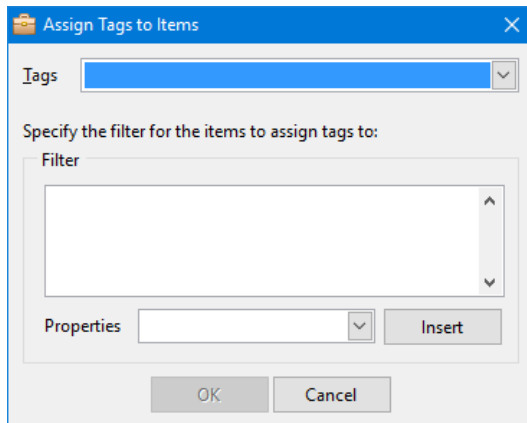 Assign Tags to Items
Tags
Specify the filter for the items to assign tags to:
Filter
Properties
Insert
OK
Cancel